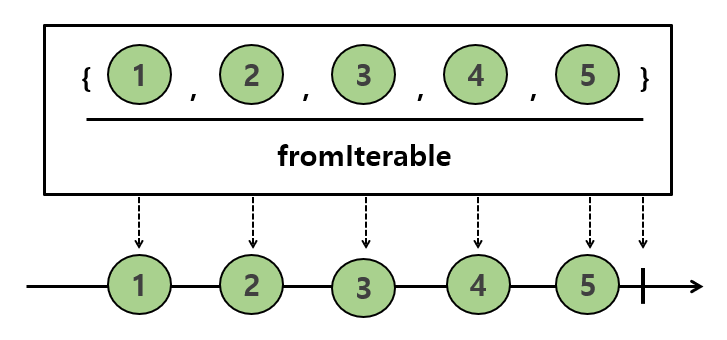 { 1 , 2 , 3 , 4 , 5 }
fromIterable
1 2 3 4 5